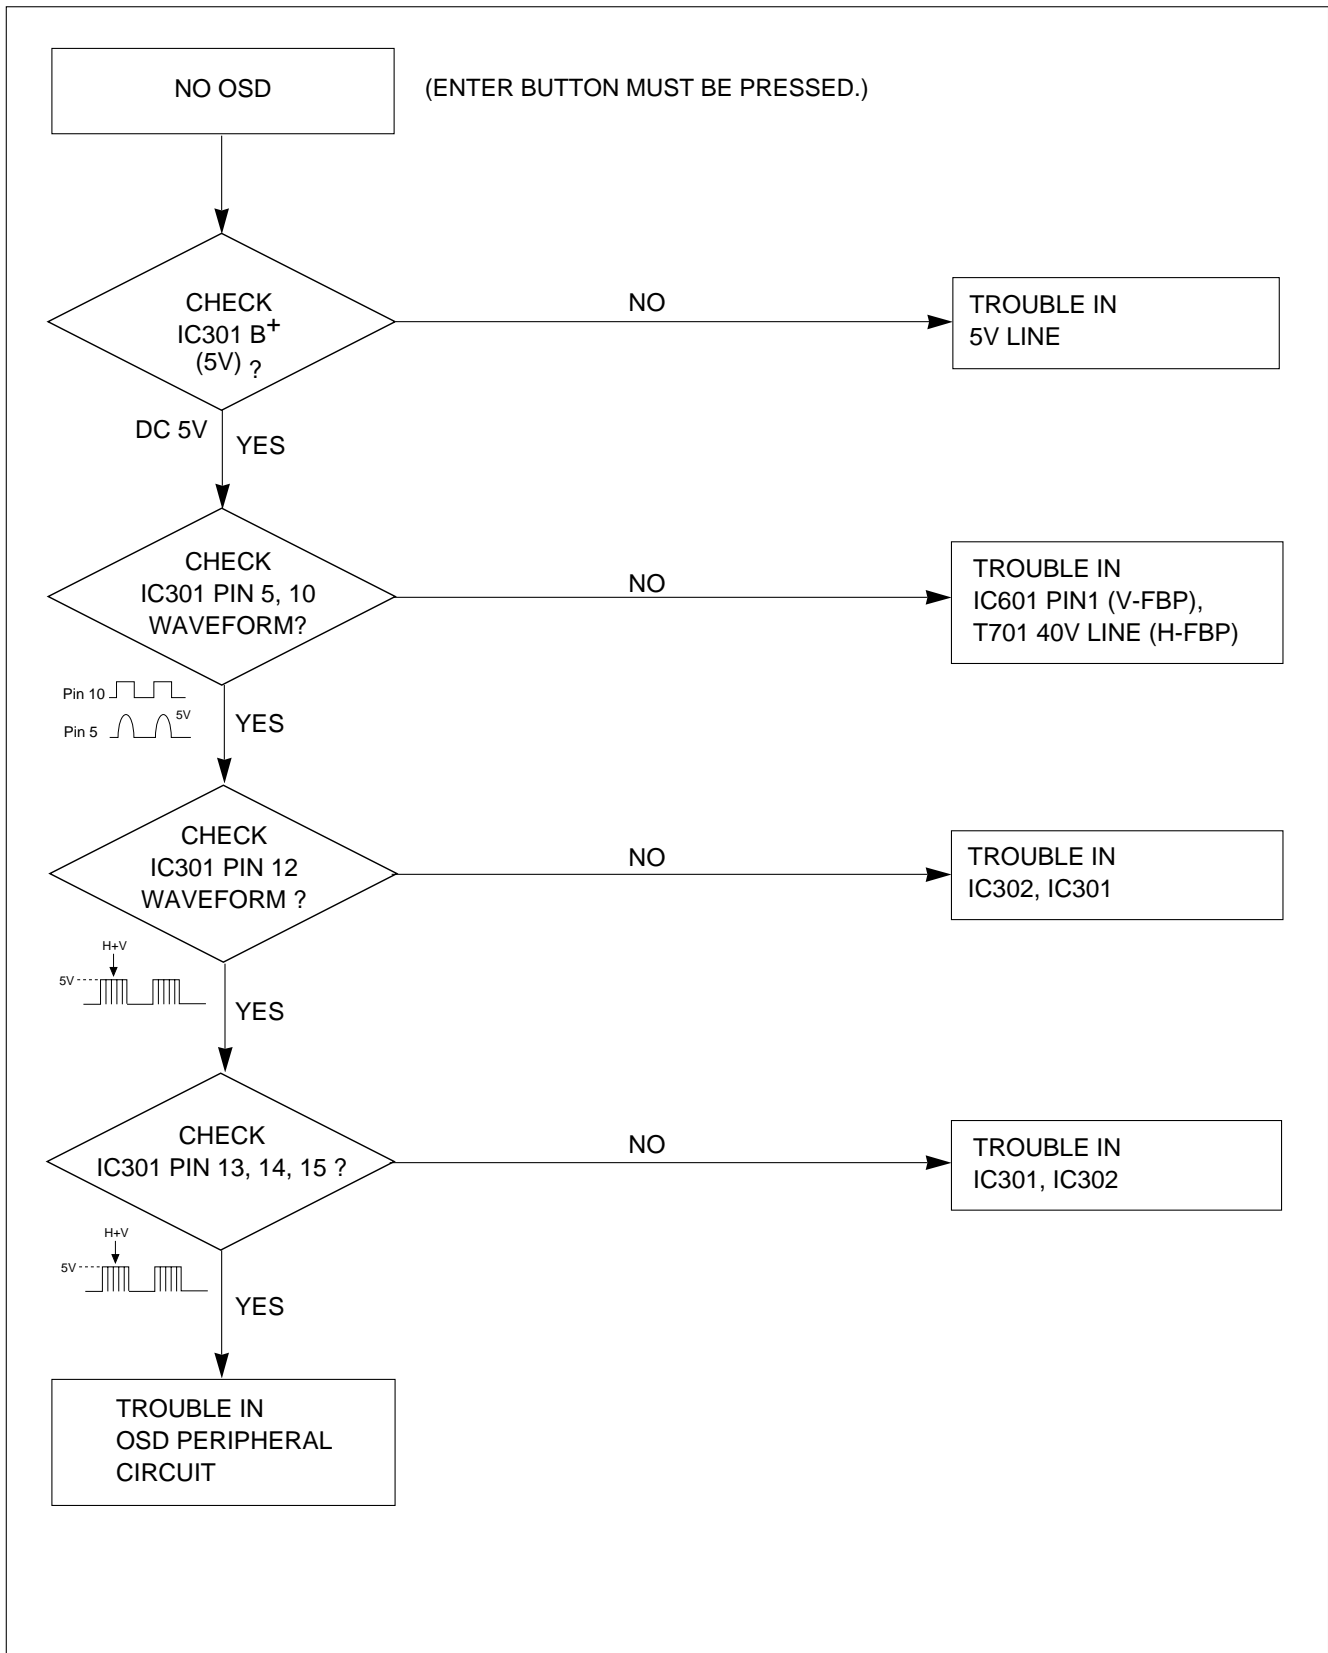 NO OSD
(ENTER BUTTON MUST BE PRESSED.)
CHECK
IC301 B+
(5V) ?
NO
TROUBLE IN
5V LINE
DC 5V
YES
CHECK
IC301 PIN 5, 10
WAVEFORM?
NO
TROUBLE IN
IC601 PIN1 (V-FBP),
T701 40V LINE (H-FBP)
Pin 10
5V
Pin 5
YES
CHECK
IC301 PIN 12
WAVEFORM ?
NO
TROUBLE IN
IC302, IC301
H+V
5V
YES
CHECK
IC301 PIN 13, 14, 15 ?
NO
TROUBLE IN
IC301, IC302
H+V
5V
YES
TROUBLE IN
OSD PERIPHERAL
CIRCUIT